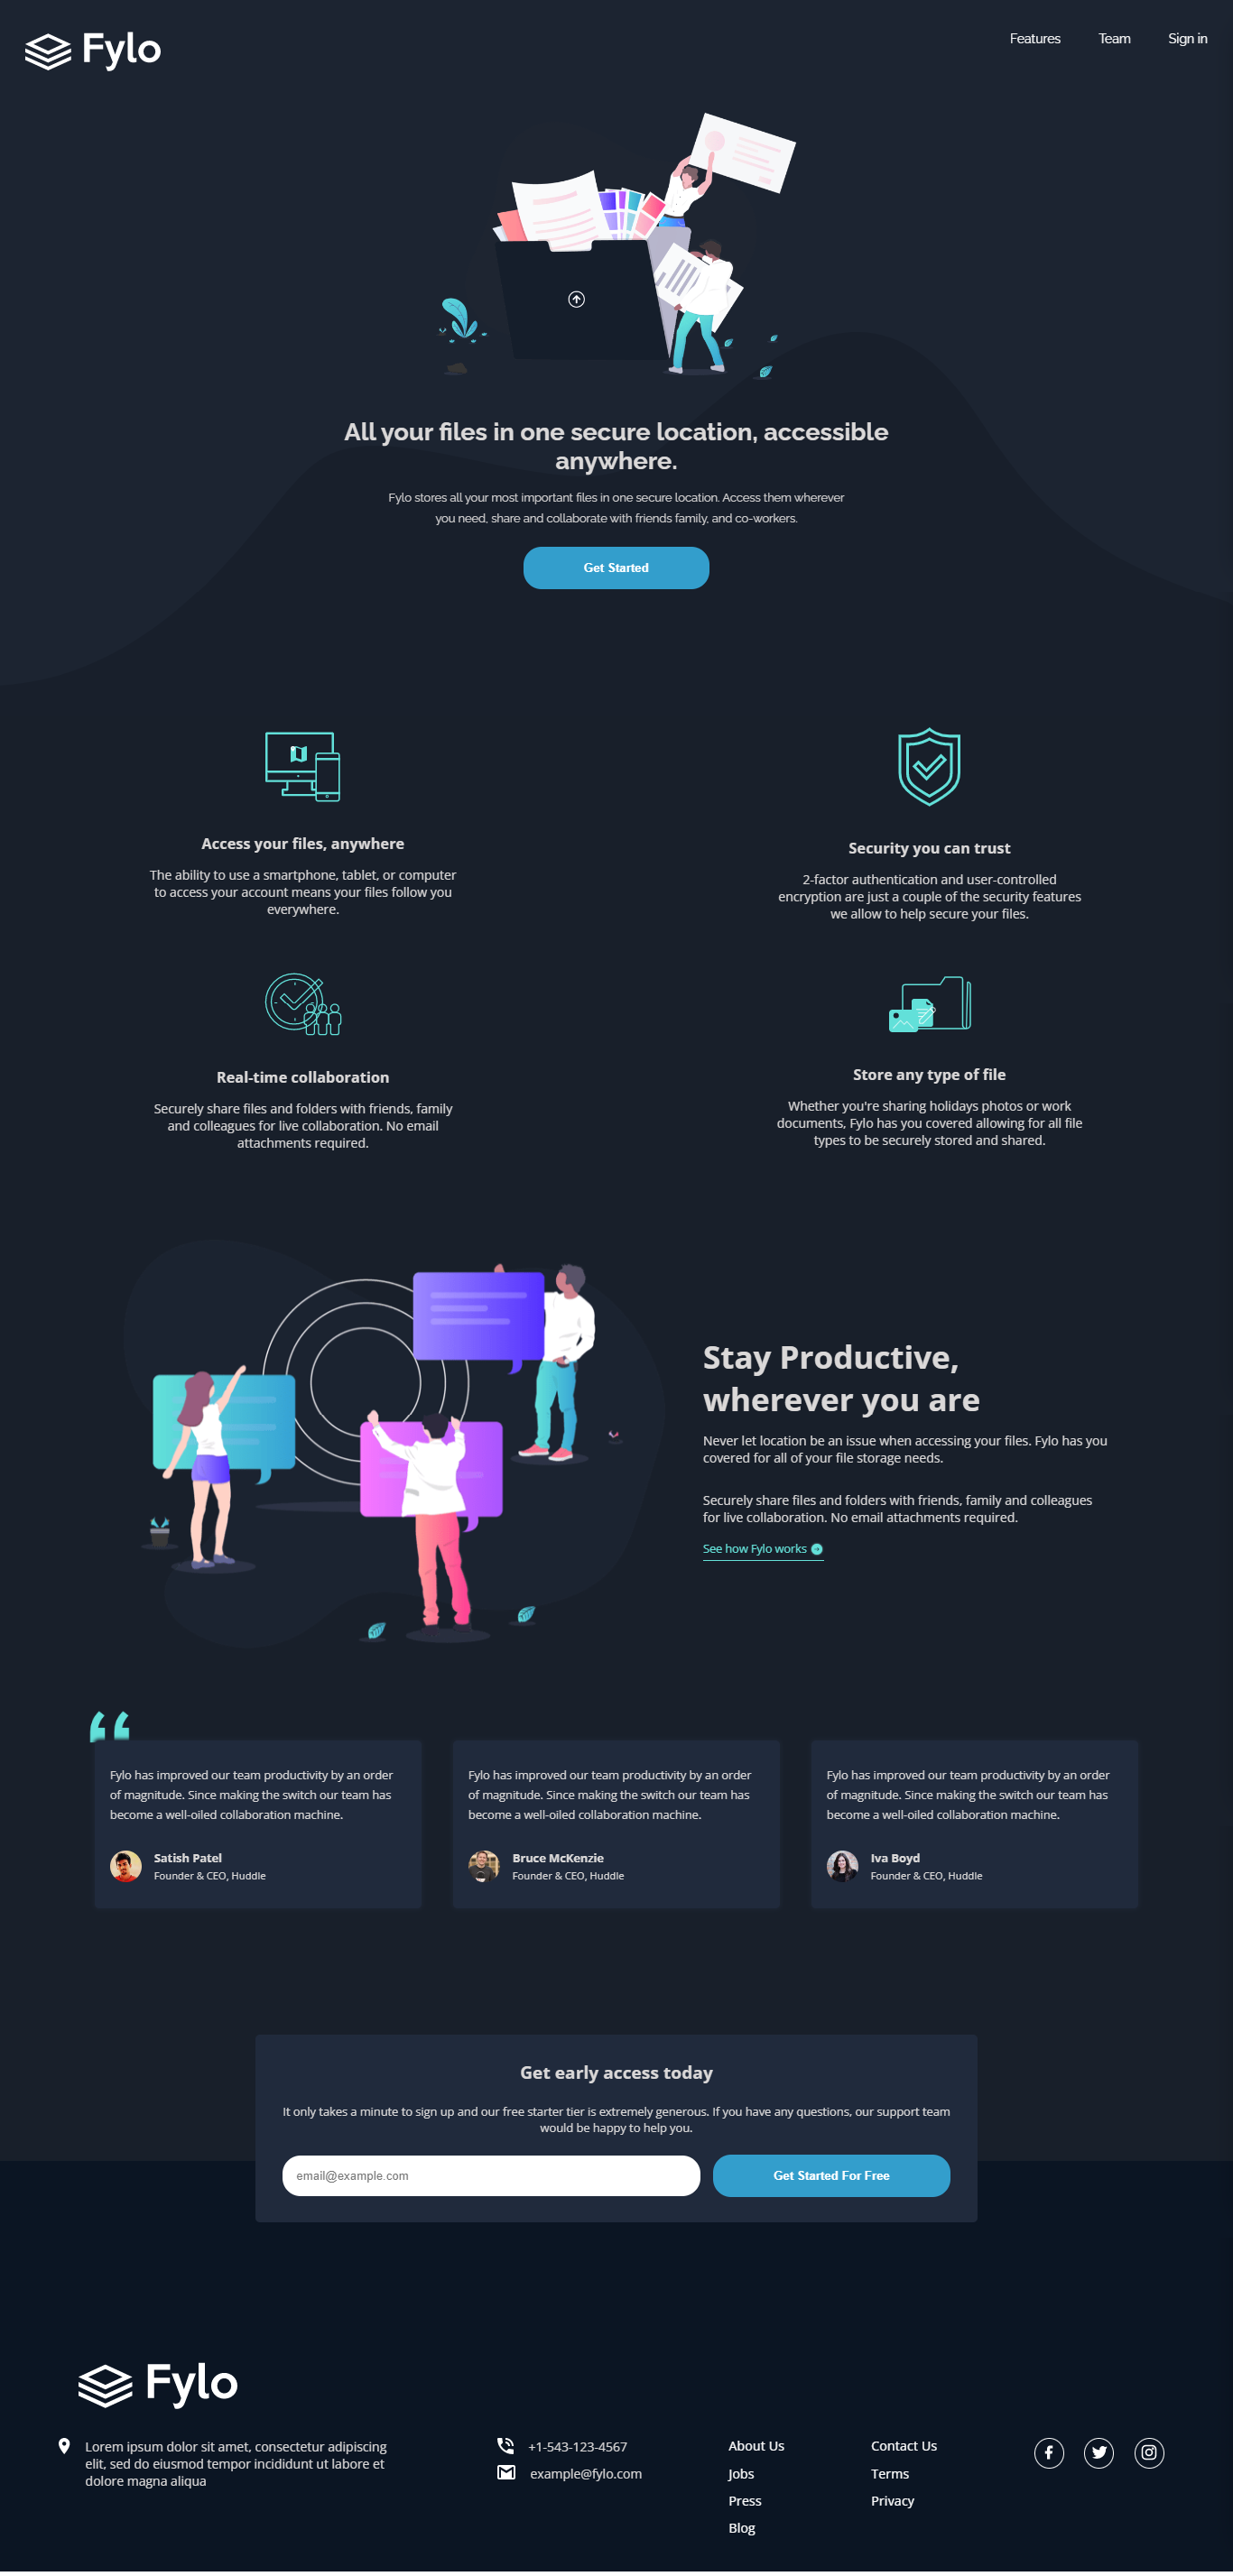 Fylo
Features
Team
Sign in
All your files in one secure location, accessible
anywhere.
Fylo stores all your most important files in one secure location. Access them wherever
you need, share and collaborate with friends family, and co-workers.
Get Started
Access your files, anywhere
The ability to use a smartphone, tablet, or computer
to access your account means your files follow you
everywhere.
Security you can trust
2-factor authentication and user-controlled
encryption are just a couple of the security features
we allow to help secure your files.
Real-time collaboration
Securely share files and folders with friends, family
and colleagues for live collaboration. No email
attachments required.
Store any type of file
Whether you're sharing holidays photos or work
documents, Fylo has you covered allowing for all file
types to be securely stored and shared.
Stay Productive,
wherever you are
Never let location be an issue when accessing your files. Fylo has you
covered for all of your file storage needs.
Securely share files and folders with friends, family and colleagues
for live collaboration. No email attachments required.
See how Fylo works
Fylo has improved our team productivity by an order
of magnitude. Since making the switch our team has
become a well-oiled collaboration machine.
Satish Patel
Founder & CEO, Huddle
Fylo has improved our team productivity by an order
of magnitude. Since making the switch our team has
become a well-oiled collaboration machine.
Bruce McKenzie
Founder & CEO, Huddle
Fylo has improved our team productivity by an order
of magnitude. Since making the switch our team has
become a well-oiled collaboration machine.
Iva Boyd
Founder & CEO, Huddle
Get early access today
It only takes a minute to sign up and our free starter tier is extremely generous. If you have any questions, our support team
would be happy to help you.
email@example.com
Get Started For Free
Fylo
Lorem ipsum dolor sit amet, consectetur adipiscing
elit, sed do eiusmod tempor incididunt ut labore et
dolore magna aliqua
+1-543-123-4567
example@fylo.com
About Us
Jobs
Press
Blog
Contact Us
Terms
Privacy